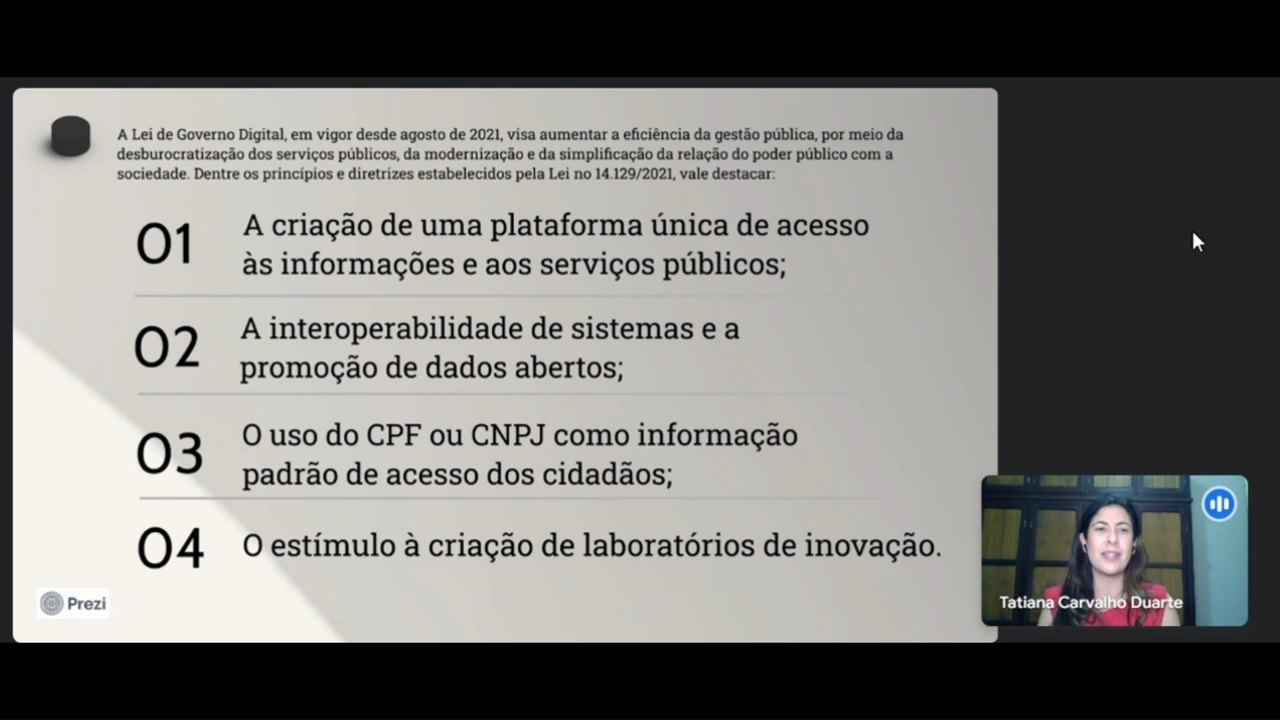 A Lei de Governo Digital, em vigor desde agosto de 2021, visa aumentar a eficiência da gestão pública, por meio da
desburocratização dos serviços públicos, da modernização e da simplificação da relação do poder público com a
sociedade. Dentre os princípios e diretrizes estabelecidos pela Lei no 14.129/2021, vale destacar:
01
A criação de uma plataforma única de acesso
às informações e aos serviços públicos;
02
A interoperabilidade de sistemas e a
promoção de dados abertos;
03
O uso do CPF ou CNPJ como informação
padrão de acesso dos cidadãos;
04
O estímulo à criação de laboratórios de inovação.
Prezi
Tatiana Carvalho Duarte